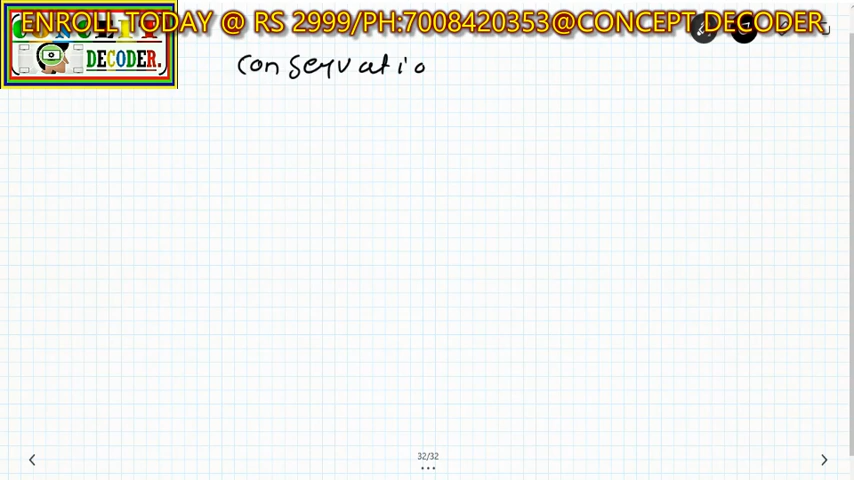 ENROLL TODAY @ RS 2999/PH:7008420353@CONCEPT DECODER.
DECODER.
conservatio
32/32